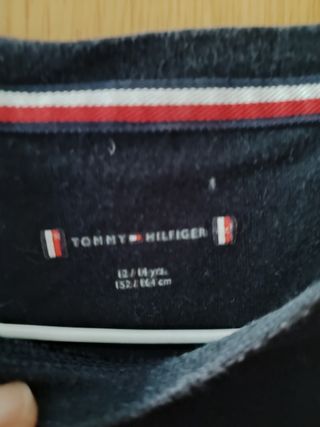 TOMMY HILFIGER
12 / 14 yrs.
152 / 164 cm